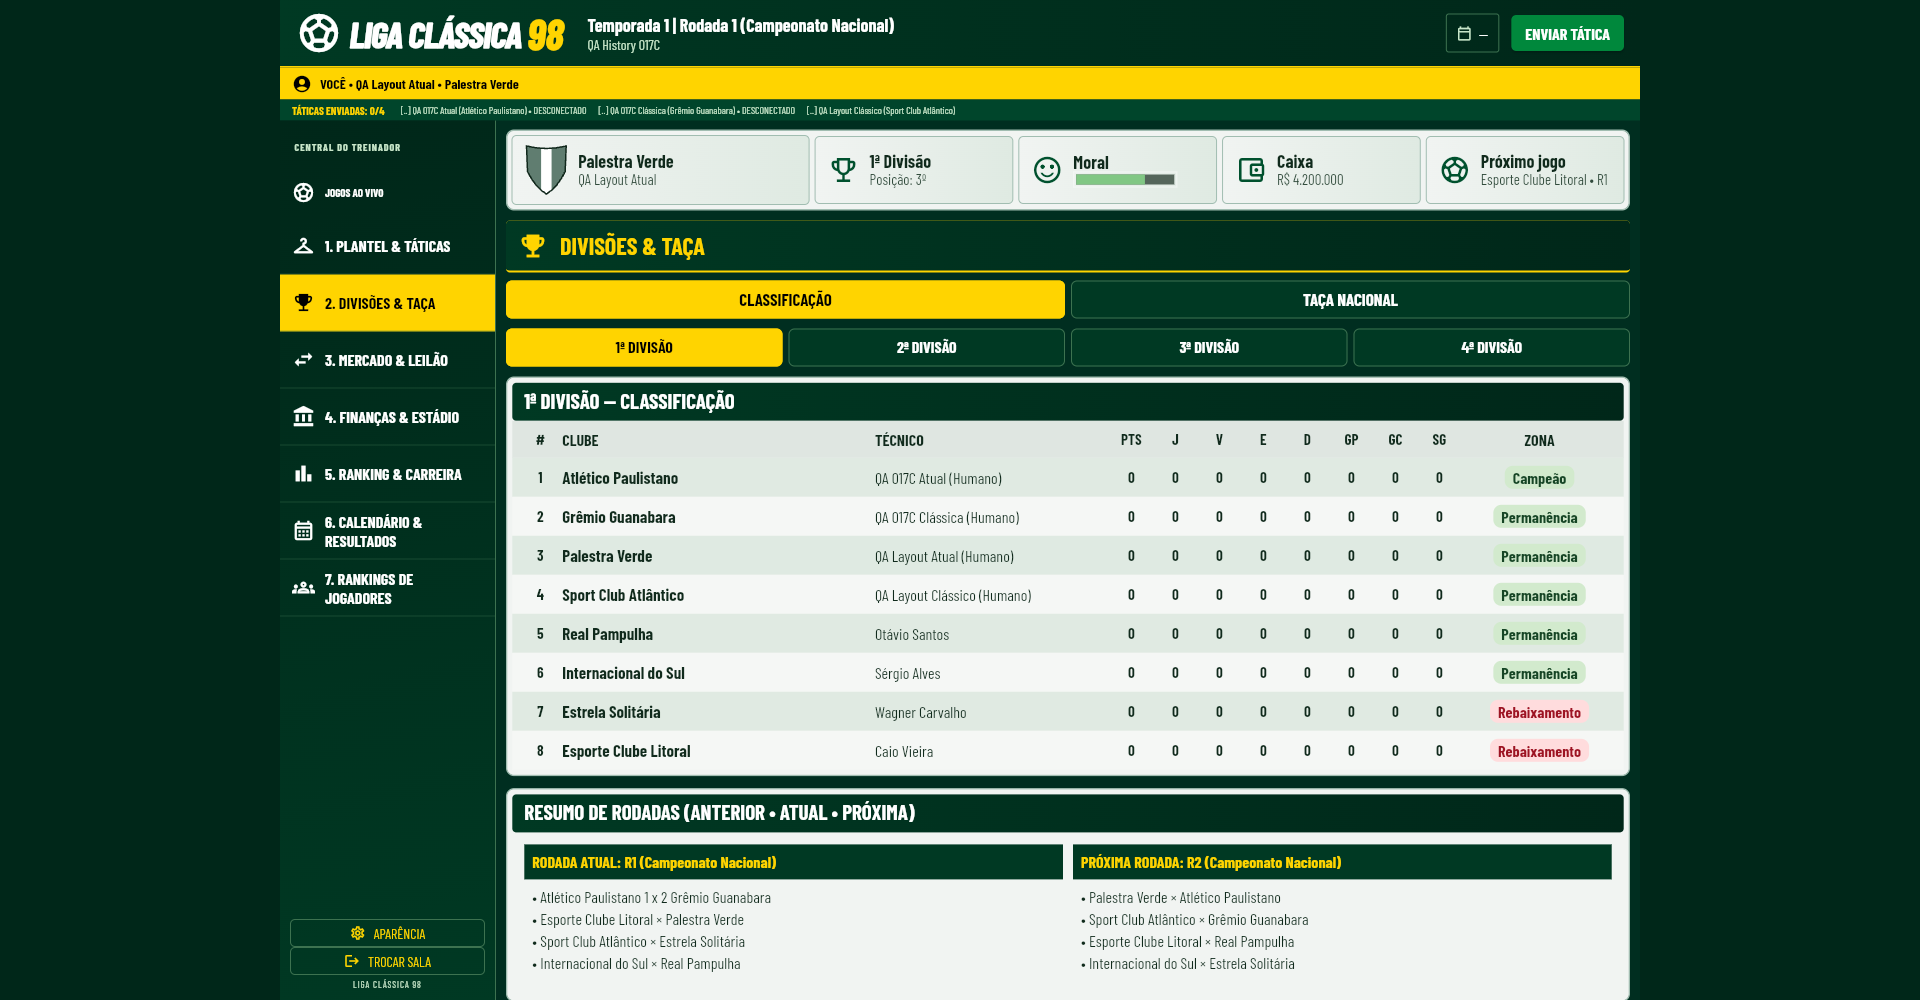 LIGA CLÁSSICA 98
Temporada 1 | Rodada 1 (Campeonato Nacional)
QA History 017C
–
ENVIAR TÁTICA
VOCÊ • QA Layout Atual • Palestra Verde
TÁTICAS ENVIADAS: 0/4 [..] QA 017C Atual (Atlético Paulistano) • DESCONECTADO [..] QA 017C Clássica (Grêmio Guanabara) • DESCONECTADO [..] QA Layout Clássico (Sport Club Atlântico)
CENTRAL DO TREINADOR
JOGOS AO VIVO
1. PLANTEL & TÁTICAS
2. DIVISÕES & TAÇA
3. MERCADO & LEILÃO
4. FINANÇAS & ESTÁDIO
5. RANKING & CARREIRA
6. CALENDÁRIO &
RESULTADOS
7. RANKINGS DE
JOGADORES
APARÊNCIA
TROCAR SALA
LIGA CLÁSSICA 98
Palestra Verde
QA Layout Atual
1ª Divisão
Posição: 3º
Moral
Caixa
R$ 4.200.000
Próximo jogo
Esporte Clube Litoral • R1
DIVISÕES & TAÇA
CLASSIFICAÇÃO TAÇA NACIONAL
1ª DIVISÃO 2ª DIVISÃO 3ª DIVISÃO 4ª DIVISÃO
1ª DIVISÃO — CLASSIFICAÇÃO
# CLUBE TÉCNICO PTS J V E D GP GC SG ZONA
1 Atlético Paulistano QA 017C Atual (Humano) 0 0 0 0 0 0 0 0 Campeão
2 Grêmio Guanabara QA 017C Clássica (Humano) 0 0 0 0 0 0 0 0 Permanência
3 Palestra Verde QA Layout Atual (Humano) 0 0 0 0 0 0 0 0 Permanência
4 Sport Club Atlântico QA Layout Clássico (Humano) 0 0 0 0 0 0 0 0 Permanência
5 Real Pampulha Otávio Santos 0 0 0 0 0 0 0 0 Permanência
6 Internacional do Sul Sérgio Alves 0 0 0 0 0 0 0 0 Permanência
7 Estrela Solitária Wagner Carvalho 0 0 0 0 0 0 0 0 Rebaixamento
8 Esporte Clube Litoral Caio Vieira 0 0 0 0 0 0 0 0 Rebaixamento
RESUMO DE RODADAS (ANTERIOR • ATUAL • PRÓXIMA)
RODADA ATUAL: R1 (Campeonato Nacional)
• Atlético Paulistano 1 x 2 Grêmio Guanabara
• Esporte Clube Litoral × Palestra Verde
• Sport Club Atlântico × Estrela Solitária
• Internacional do Sul × Real Pampulha
PRÓXIMA RODADA: R2 (Campeonato Nacional)
• Palestra Verde × Atlético Paulistano
• Sport Club Atlântico × Grêmio Guanabara
• Esporte Clube Litoral × Real Pampulha
• Internacional do Sul × Estrela Solitária